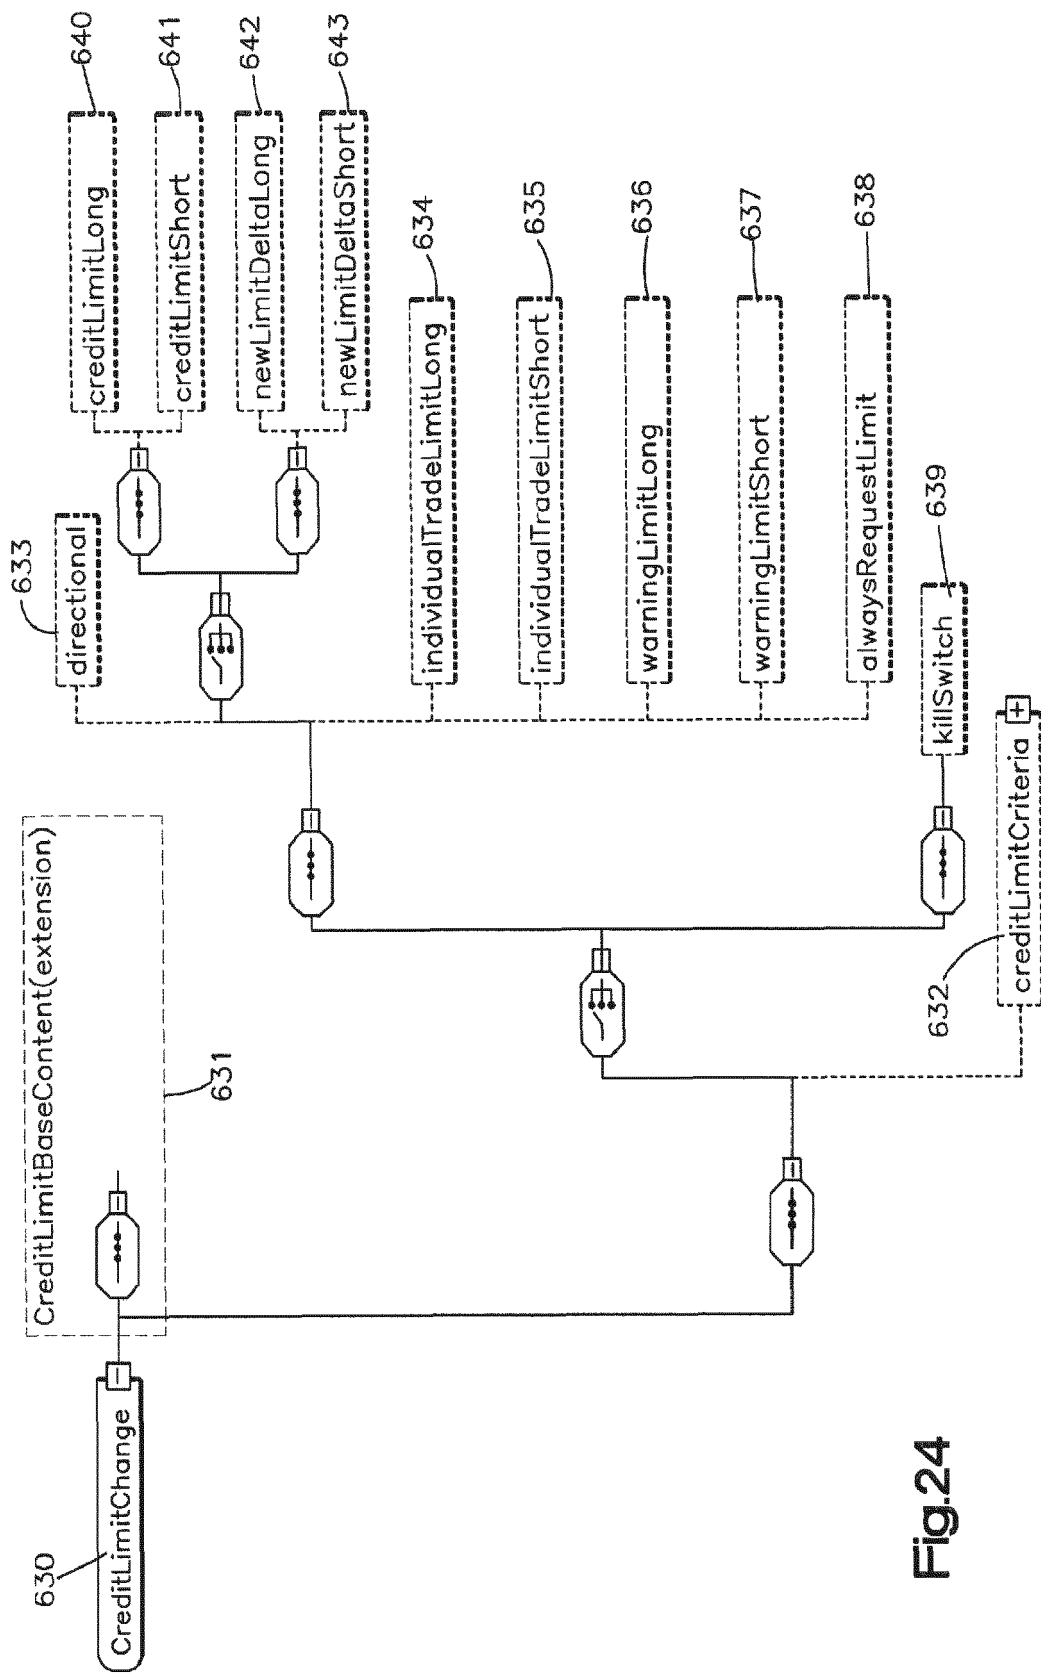 630
CreditLimitChange
CreditLimitBaseContent(extension)
631
633
directional
creditLimitLong
640
creditLimitShort
641
newLimitDeltaLong
642
newLimitDeltaShort
643
individualTradeLimitLong
634
individualTradeLimitShort
635
warningLimitLong
636
warningLimitShort
637
alwaysRequestLimit
638
killSwitch
639
632
creditLimitCriteria
Fig.24